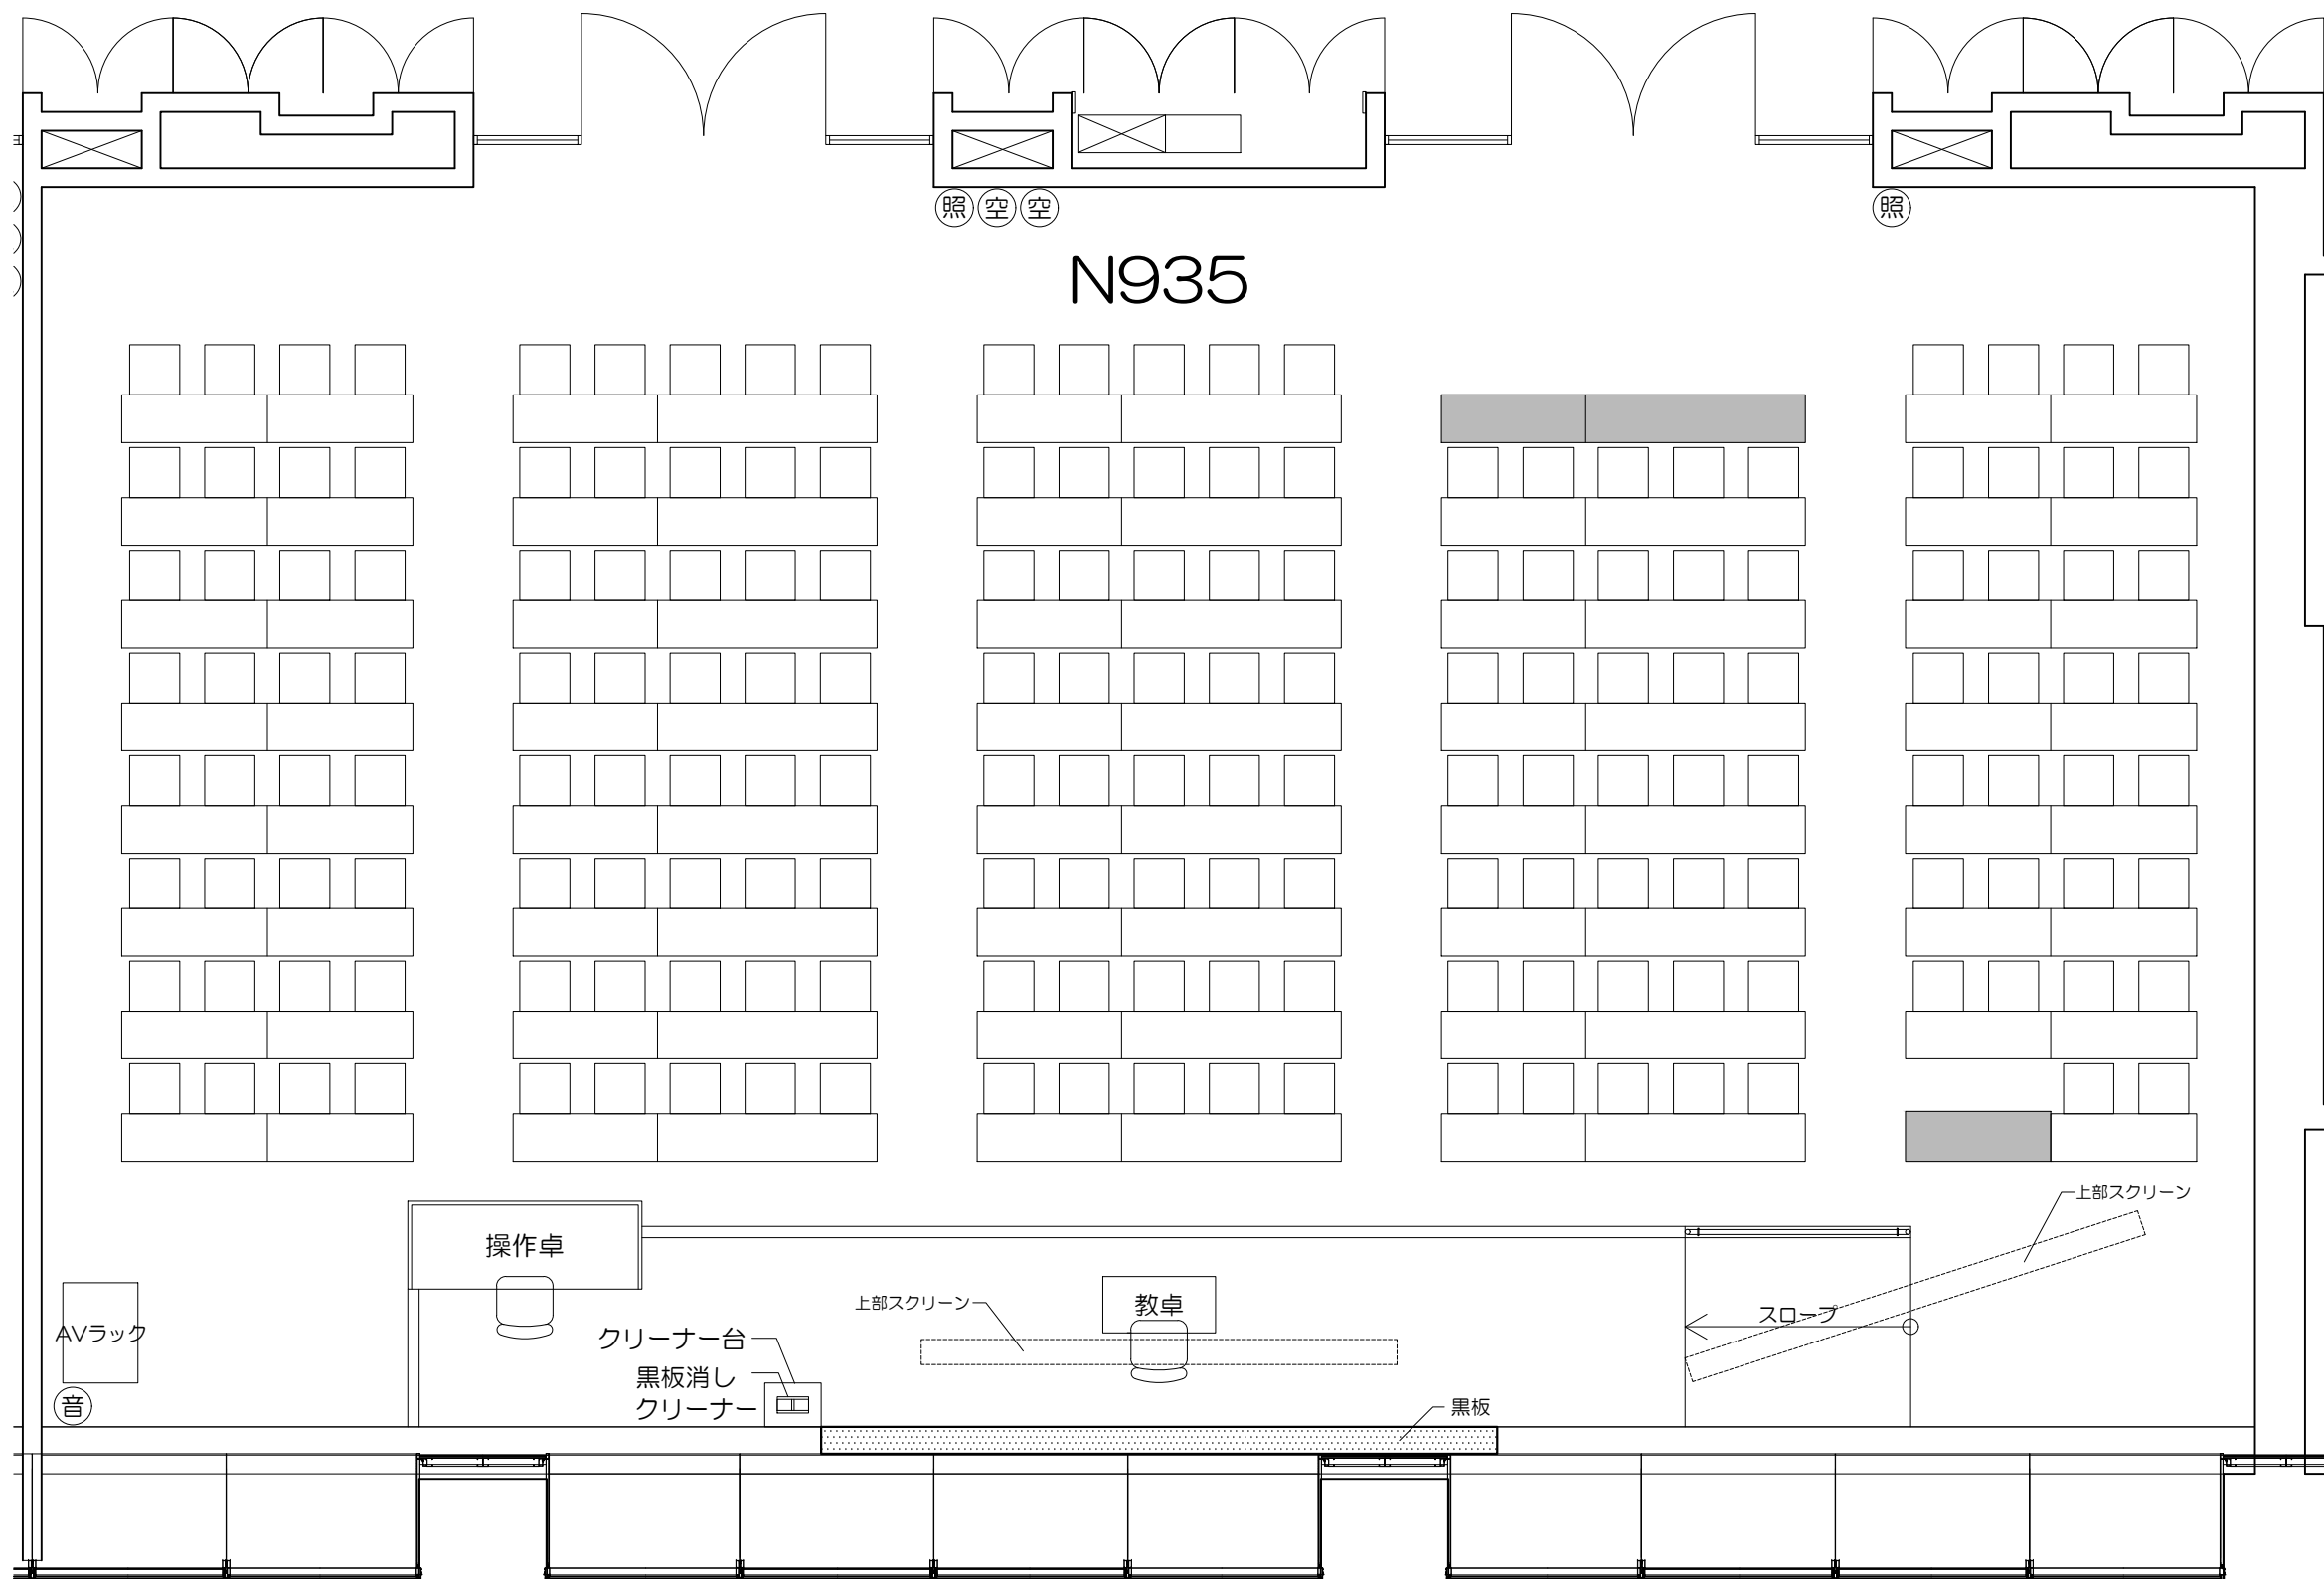 照 空 空
照
N935
上部スクリーン
操作卓
教卓
上部スクリーン
スロープ
AVラック
クリーナー台
黒板消し
クリーナー
音
黒板